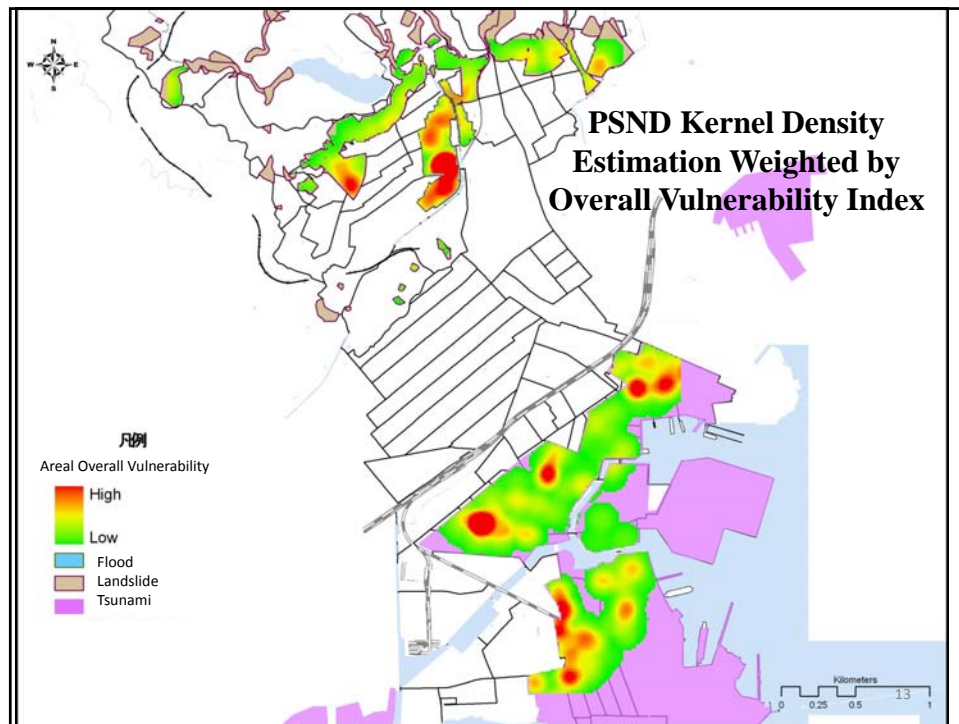 N
W E
S
PSND Kernel Density
Estimation Weighted by
Overall Vulnerability Index
凡例
Areal Overall Vulnerability
High
Low
Flood
Landslide
Tsunami
Kilometers
0 0.25 0.5 1
13